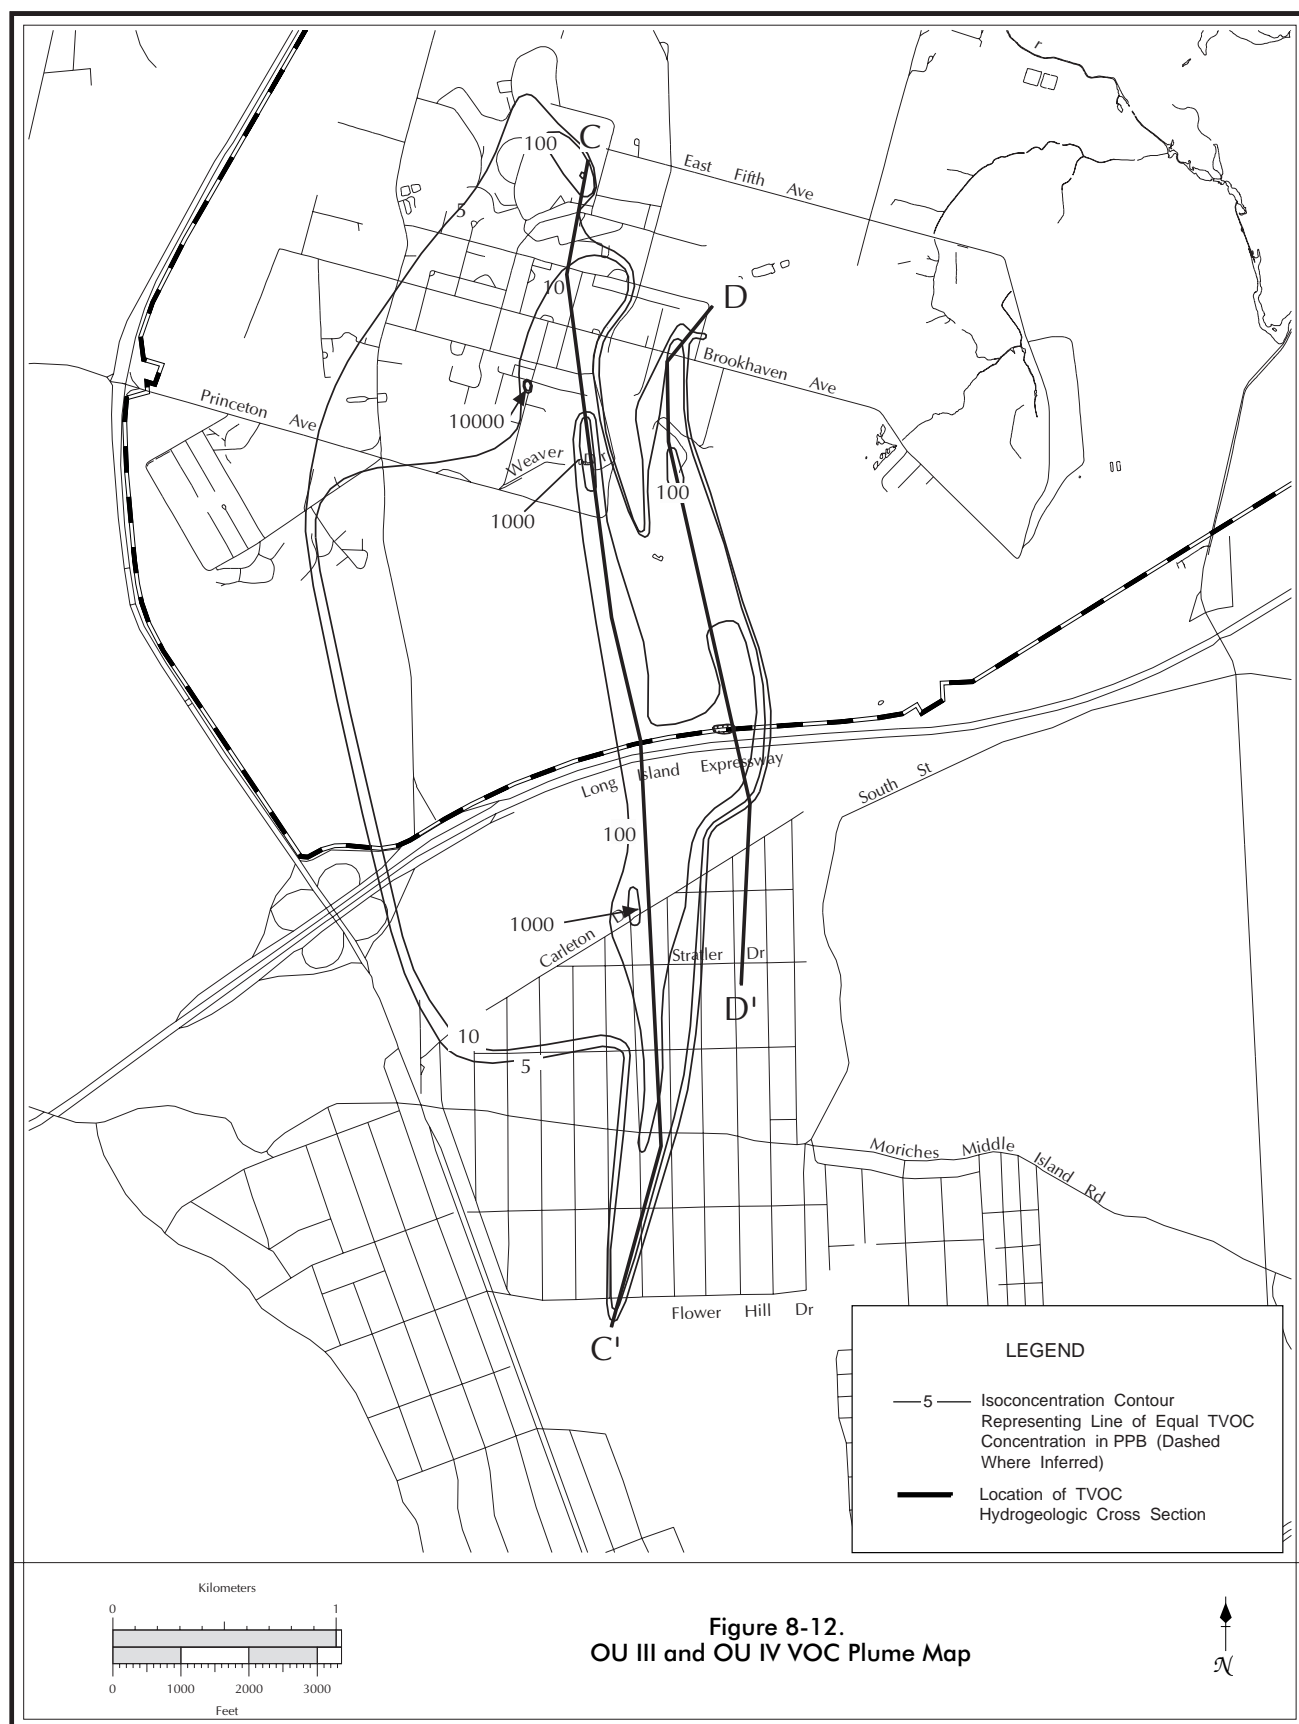 r
C
100
East Fifth Ave
5
10
D
Brookhaven Ave
Princeton Ave
10000
Weaver Dr
100
1000
Long Island Expressway
South St
100
1000
Carleton Dr
Stratler Dr
D'
10
5
Moriches Middle Island Rd
Flower Hill Dr
C'
LEGEND
5
Isoconcentration Contour
Representing Line of Equal TVOC
Concentration in PPB (Dashed
Where Inferred)
Location of TVOC
Hydrogeologic Cross Section
Kilometers
0 1
0 1000 2000 3000
Feet
Figure 8-12.
OU III and OU IV VOC Plume Map
N